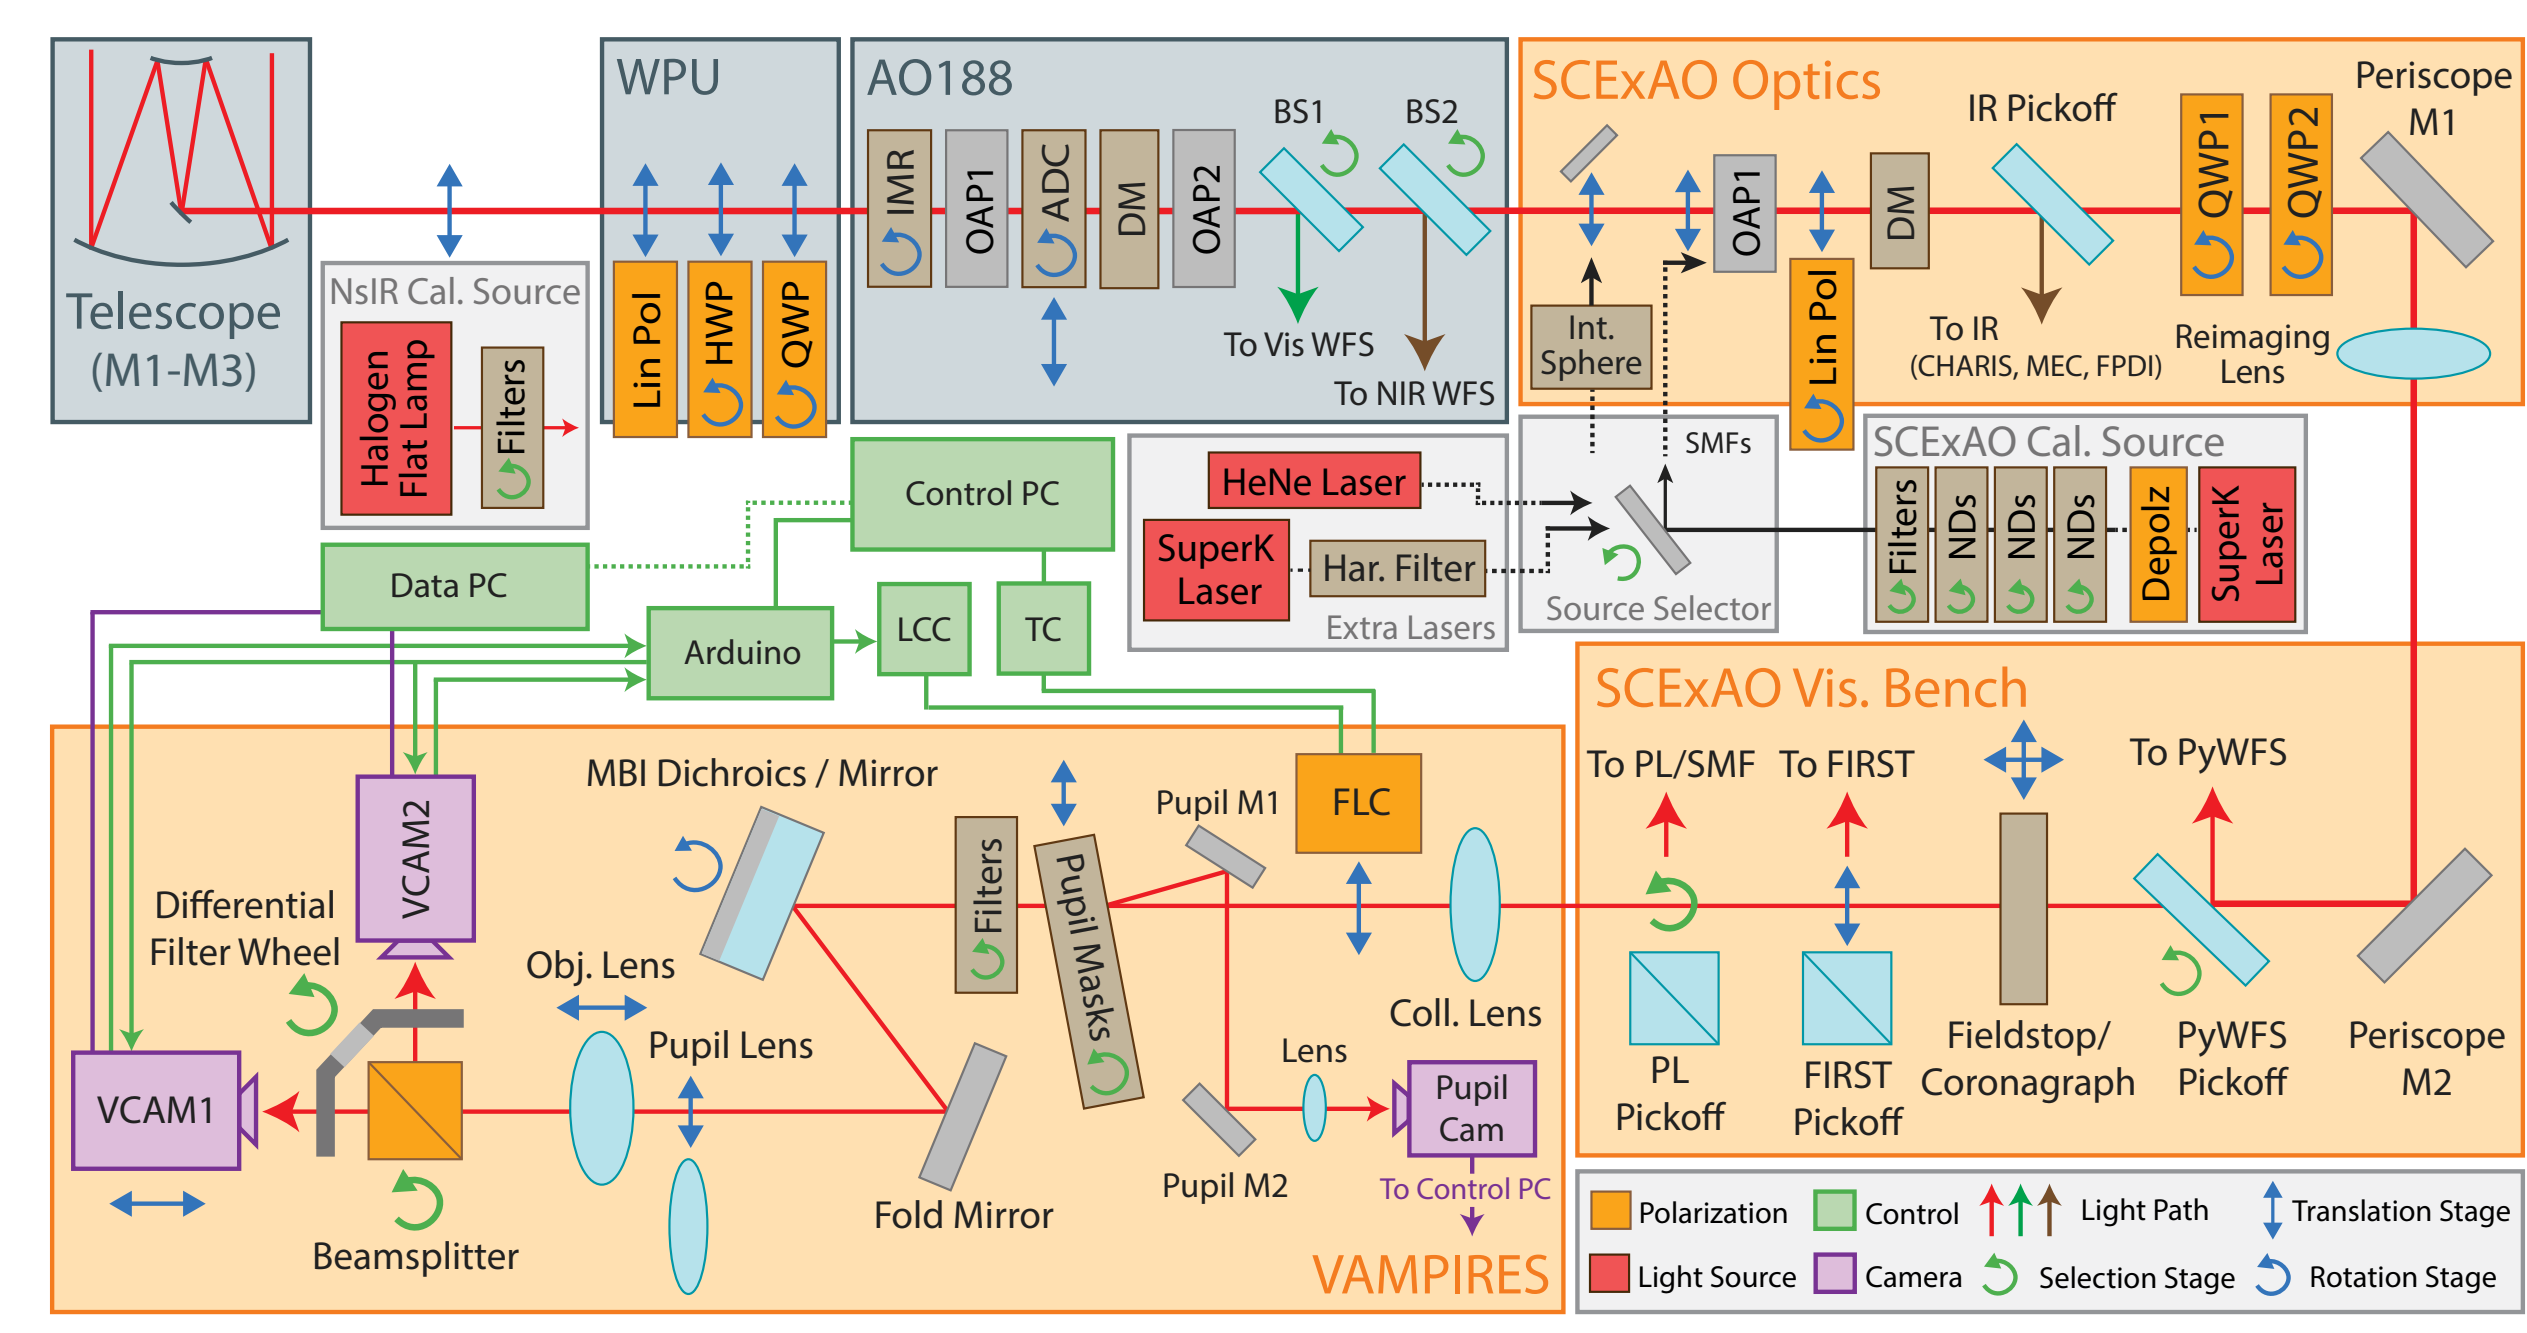 Telescope
(M1-M3)
NsIR Cal. Source
Halogen
Flat Lamp
Filters
WPU
Lin Pol
HWP
QWP
AO188
IMR
OAP1
ADC
DM
OAP2
BS1
BS2
To Vis WFS
To NIR WFS
SCExAO Optics
Int.
Sphere
OAP1
Lin Pol
DM
IR Pickoff
To IR
(CHARIS, MEC, FPDI)
QWP1
QWP2
Periscope
M1
Reimaging
Lens
Control PC
Data PC
Arduino
LCC
TC
HeNe Laser
SuperK
Laser
Har. Filter
Extra Lasers
SMFs
Source Selector
SCExAO Cal. Source
Filters
NDs
NDs
NDs
Depolz
SuperK
Laser
SCExAO Vis. Bench
To PL/SMF
To FIRST
To PyWFS
PL
Pickoff
FIRST
Pickoff
Fieldstop/
Coronagraph
PyWFS
Pickoff
Periscope
M2
MBI Dichroics / Mirror
VCAM2
Differential
Filter Wheel
VCAM1
Beamsplitter
Obj. Lens
Pupil Lens
Fold Mirror
Filters
Pupil Masks
Pupil M1
FLC
Coll. Lens
Lens
Pupil
Cam
Pupil M2
To Control PC
VAMPIRES
Polarization
Control
Light Path
Translation Stage
Light Source
Camera
Selection Stage
Rotation Stage